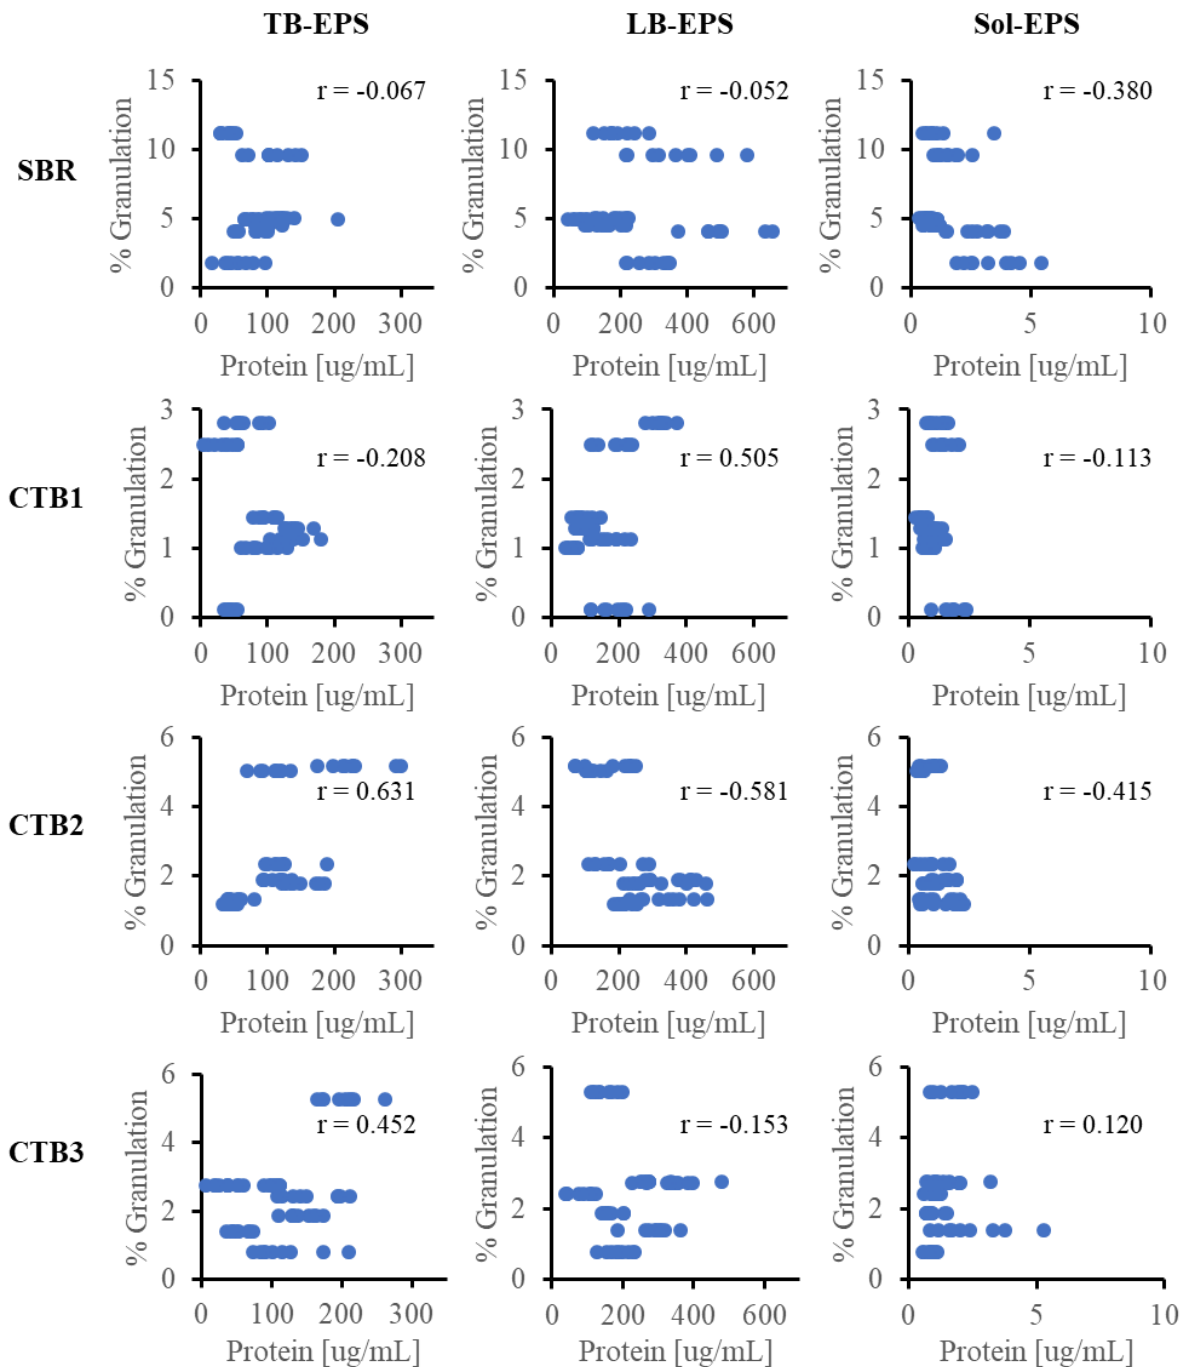 TB-EPS LB-EPS Sol-EPS
SBR
% Granulation
15
10
5
0
r = -0.067
0 100 200 300
Protein [ug/mL]
% Granulation
15
10
5
0
r = -0.052
0 200 400 600
Protein [ug/mL]
% Granulation
15
10
5
0
r = -0.380
0 5 10
Protein [ug/mL]
CTB1
% Granulation
3
2
1
0
r = -0.208
0 100 200 300
Protein [ug/mL]
% Granulation
3
2
1
0
r = 0.505
0 200 400 600
Protein [ug/mL]
% Granulation
3
2
1
0
r = -0.113
0 5 10
Protein [ug/mL]
CTB2
% Granulation
6
4
2
0
r = 0.631
0 100 200 300
Protein [ug/mL]
% Granulation
6
4
2
0
r = -0.581
0 200 400 600
Protein [ug/mL]
% Granulation
6
4
2
0
r = -0.415
0 5 10
Protein [ug/mL]
CTB3
% Granulation
6
4
2
0
r = 0.452
0 100 200 300
Protein [ug/mL]
% Granulation
6
4
2
0
r = -0.153
0 200 400 600
Protein [ug/mL]
% Granulation
6
4
2
0
r = 0.120
0 5 10
Protein [ug/mL]